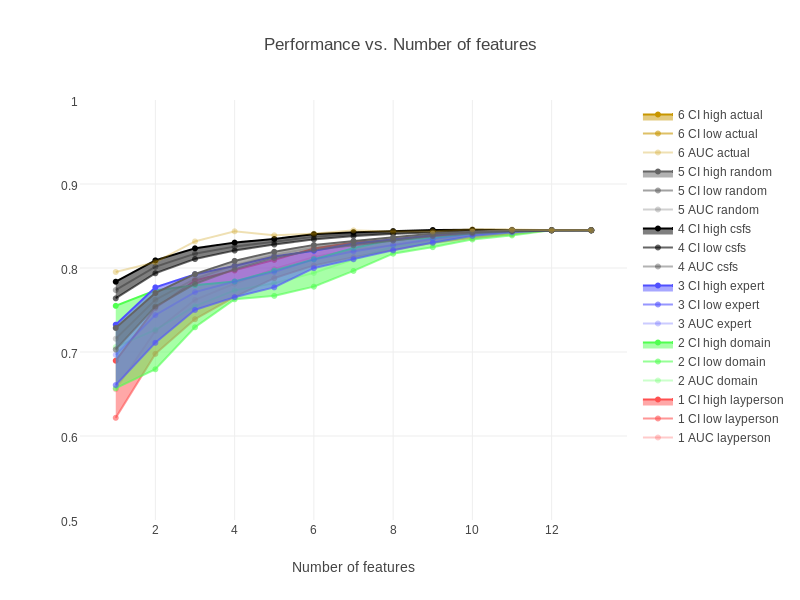 Performance vs. Number of features
1
0.9
0.8
0.7
0.6
0.5
2
4
6
8
10
12
Number of features
6 CI high actual
6 CI low actual
6 AUC actual
5 CI high random
5 CI low random
5 AUC random
4 CI high csfs
4 CI low csfs
4 AUC csfs
3 CI high expert
3 CI low expert
3 AUC expert
2 CI high domain
2 CI low domain
2 AUC domain
1 CI high layperson
1 CI low layperson
1 AUC layperson